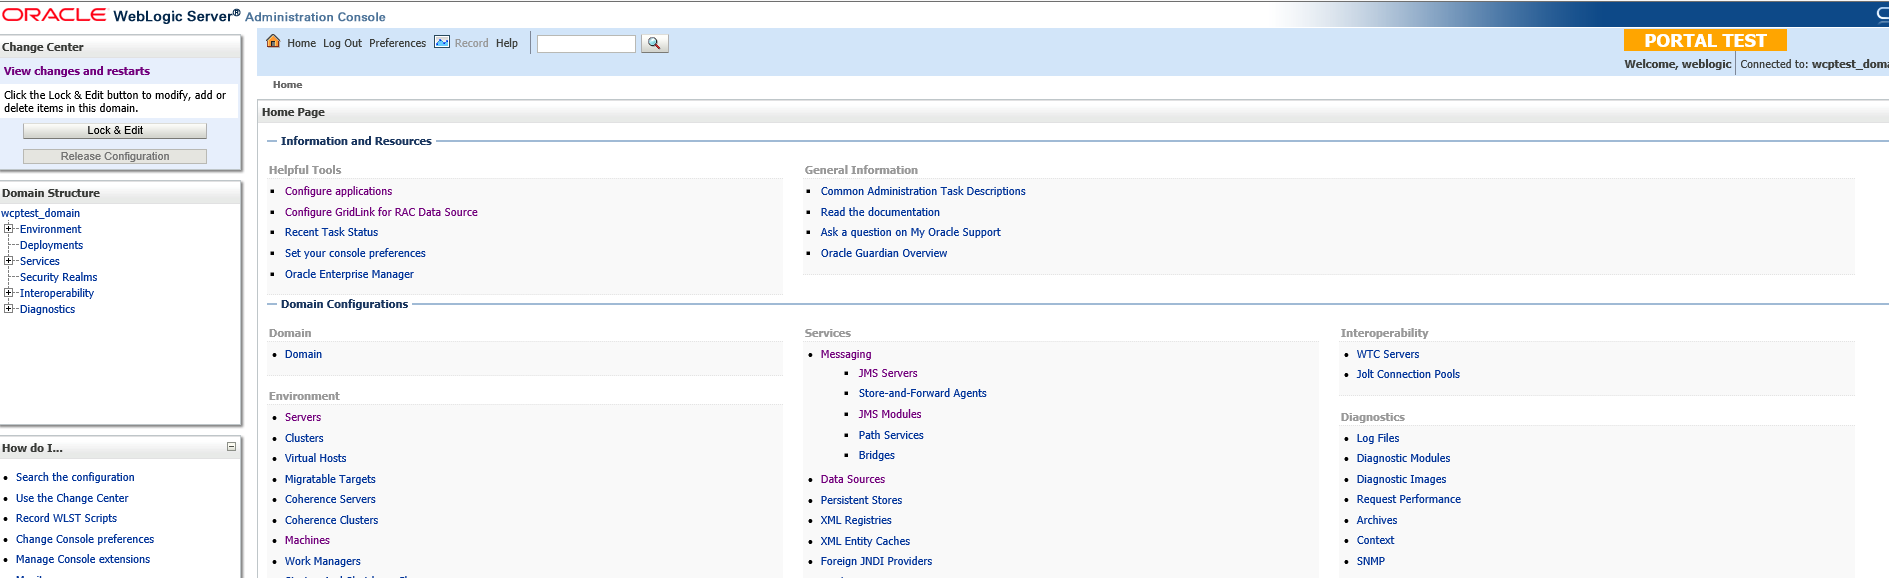 ORACLE WebLogic Server® Administration Console
Change Center
View changes and restarts
Click the Lock & Edit button to modify, add or
delete items in this domain.
Lock & Edit
Release Configuration
Domain Structure
wcptest_domain
Environment
Deployments
Services
Security Realms
Interoperability
Diagnostics
How do I...
Search the configuration
Use the Change Center
Record WLST Scripts
Change Console preferences
Manage Console extensions
Home Log Out Preferences Record Help
PORTAL TEST
Welcome, weblogic Connected to: wcptest_doma
Home
Home Page
Information and Resources
Helpful Tools
Configure applications
Configure GridLink for RAC Data Source
Recent Task Status
Set your console preferences
Oracle Enterprise Manager
General Information
Common Administration Task Descriptions
Read the documentation
Ask a question on My Oracle Support
Oracle Guardian Overview
Domain Configurations
Domain
Domain
Environment
Servers
Clusters
Virtual Hosts
Migratable Targets
Coherence Servers
Coherence Clusters
Machines
Work Managers
Services
Messaging
JMS Servers
Store-and-Forward Agents
JMS Modules
Path Services
Bridges
Data Sources
Persistent Stores
XML Registries
XML Entity Caches
Foreign JNDI Providers
Interoperability
WTC Servers
Jolt Connection Pools
Diagnostics
Log Files
Diagnostic Modules
Diagnostic Images
Request Performance
Archives
Context
SNMP